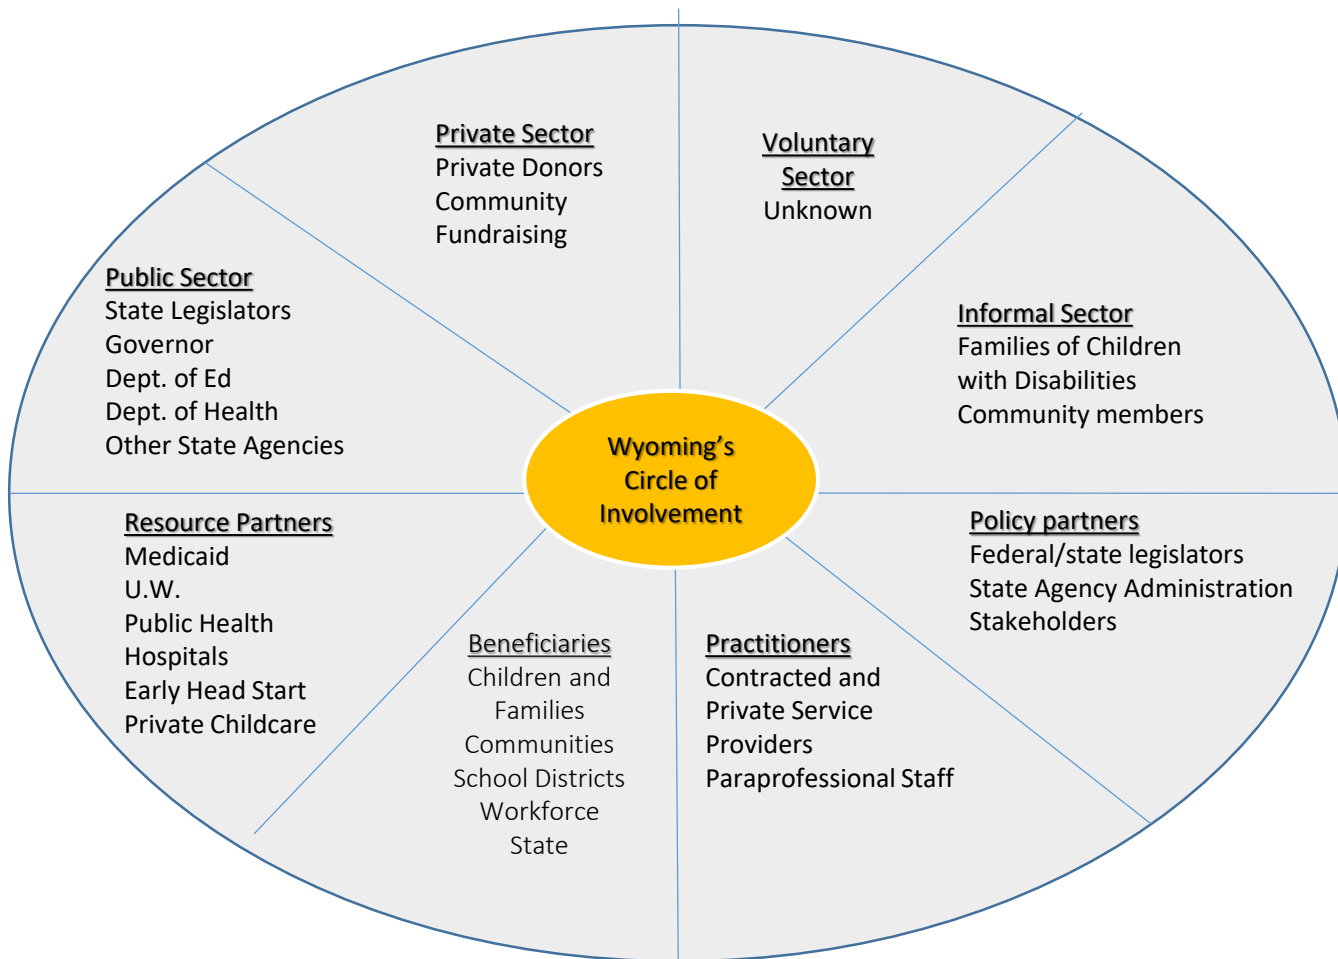 Private Sector
Private Donors
Community
Fundraising
Voluntary
Sector
Unknown
Public Sector
State Legislators
Governor
Dept. of Ed
Dept. of Health
Other State Agencies
Informal Sector
Families of Children
with Disabilities
Community members
Wyoming’s
Circle of
Involvement
Resource Partners
Medicaid
U.W.
Public Health
Hospitals
Early Head Start
Private Childcare
Beneficiaries
Children and
Families
Communities
School Districts
Workforce
State
Practitioners
Contracted and
Private Service
Providers
Paraprofessional Staff
Policy partners
Federal/state legislators
State Agency Administration
Stakeholders